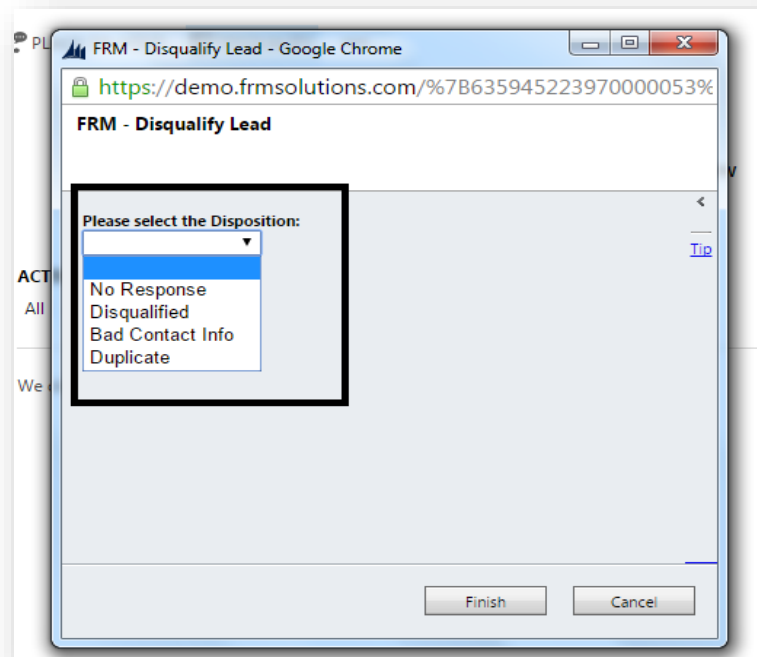 PL
FRM - Disqualify Lead - Google Chrome
https://demo.frmsolutions.com/%7B635945223970000053%
FRM - Disqualify Lead
Please select the Disposition:
Tip
ACT
No Response
All
Disqualified
Bad Contact Info
Duplicate
We
Finish
Cancel